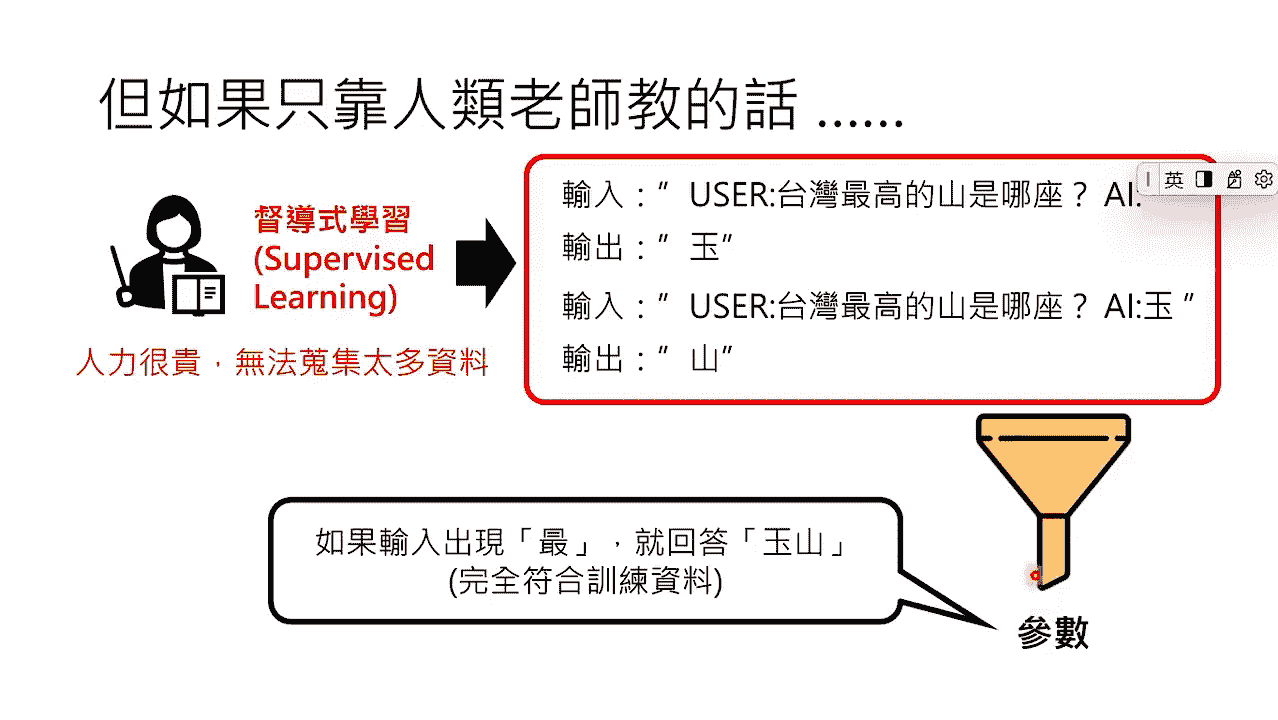 但如果只靠人類老師教的話 ......
督導式學習
(Supervised
Learning)
人力很貴，無法蒐集太多資料
輸入：” USER:台灣最高的山是哪座？ AI:
英
輸出：” 玉”
輸入：” USER:台灣最高的山是哪座？ AI:玉 ”
輸出：” 山”
如果輸入出現「最」，就回答「玉山」
(完全符合訓練資料)
參數